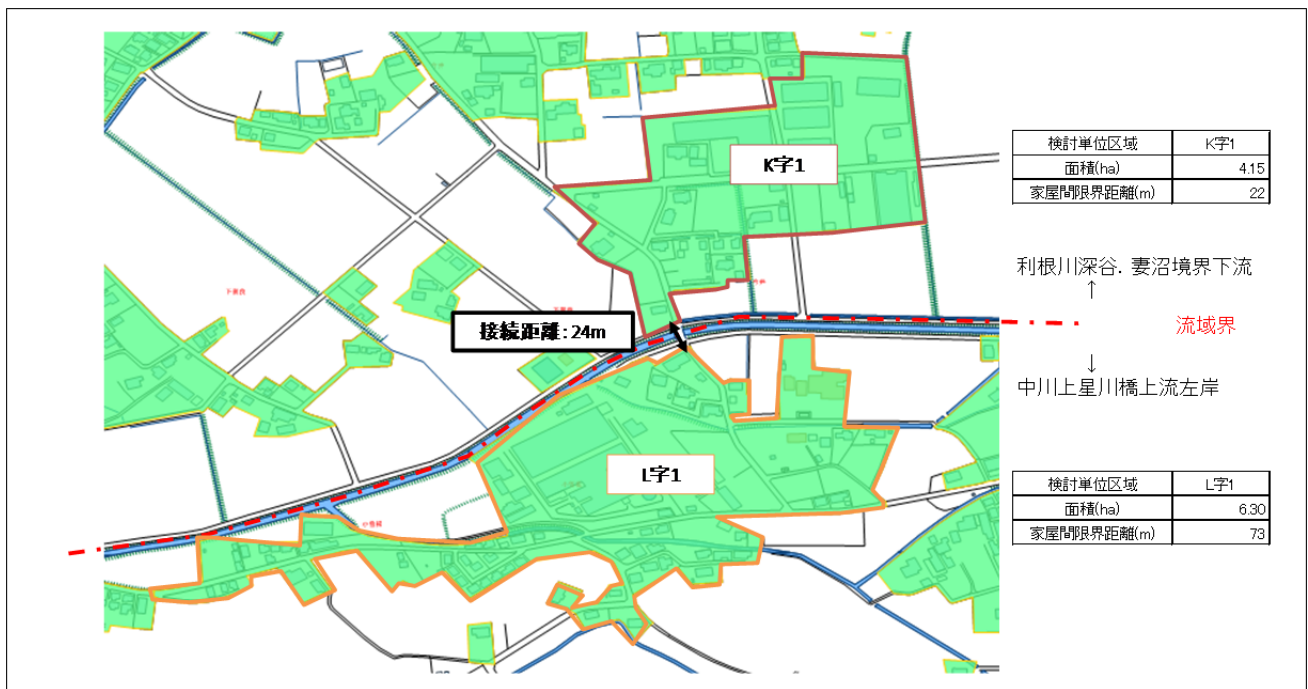 K字1
検討単位区域 K字1
面積(ha) 4.15
家屋間限界距離(m) 22
利根川深谷．妻沼境界下流
↑
流域界
接続距離：24m
↓
中川上星川橋上流左岸
L字1
検討単位区域 L字1
面積(ha) 6.30
家屋間限界距離(m) 73